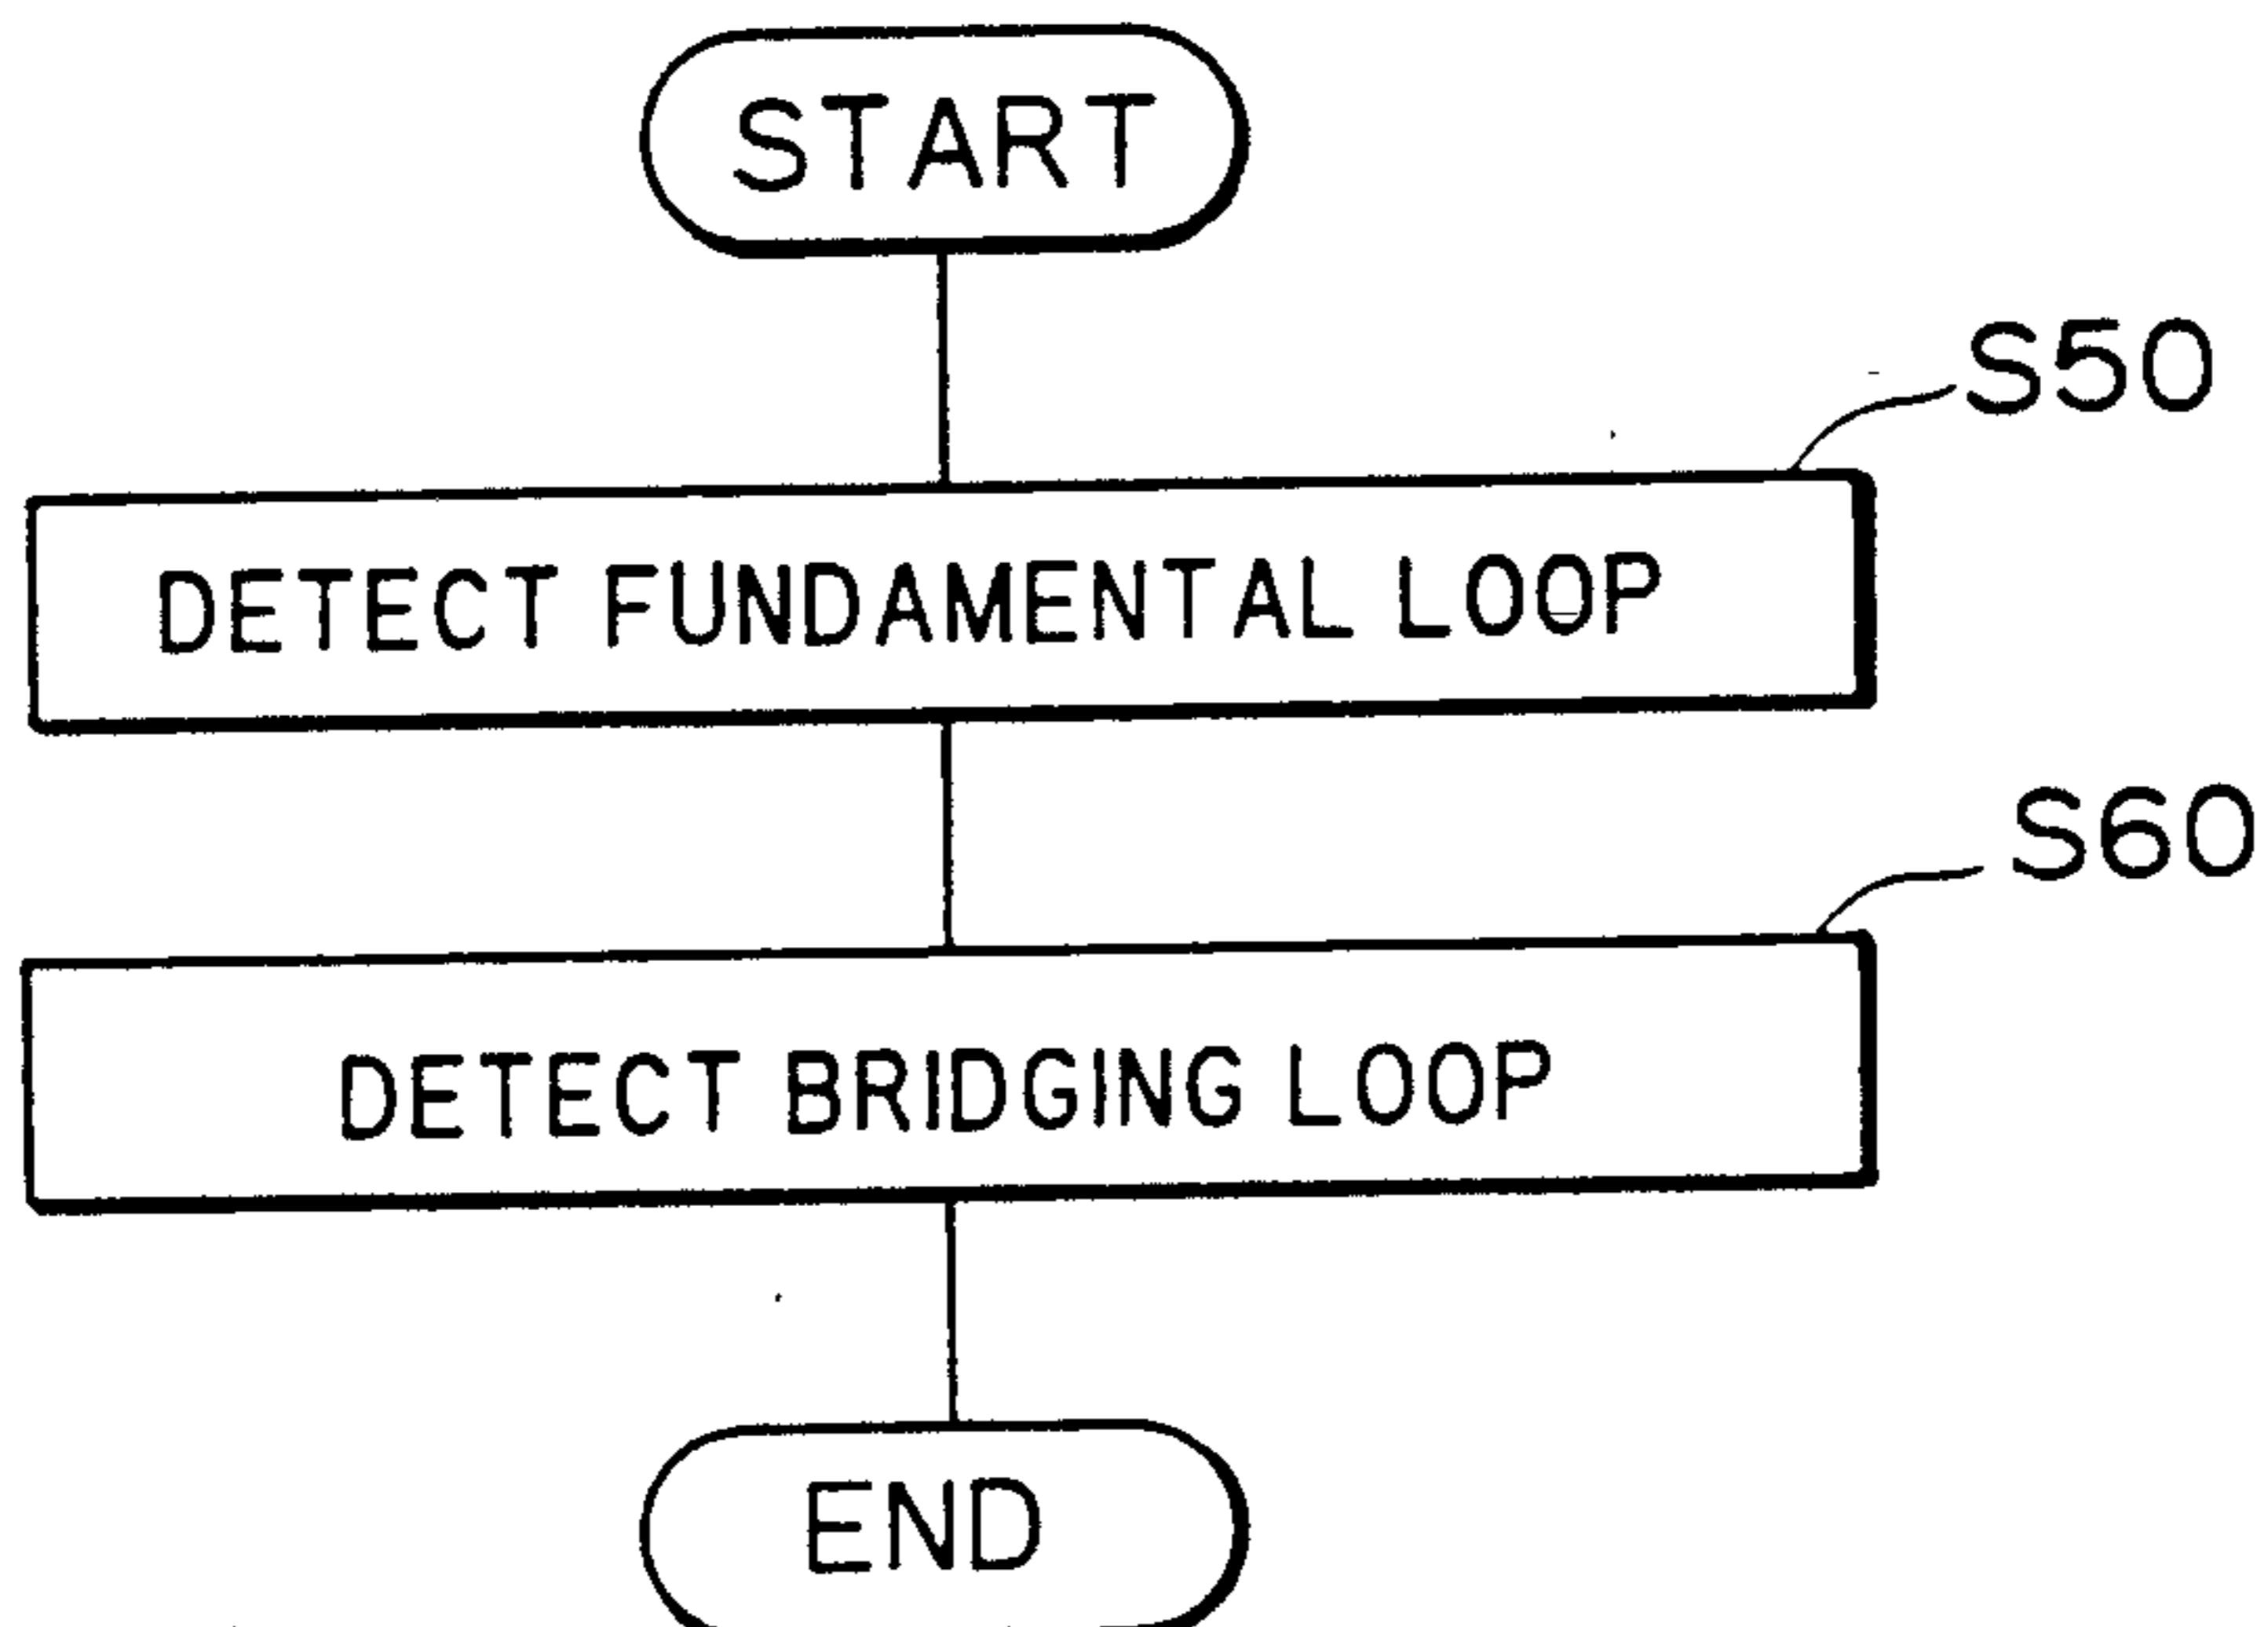 START
S50
DETECT FUNDAMENTAL LOOP
S60
DETECT BRIDGING LOOP
END